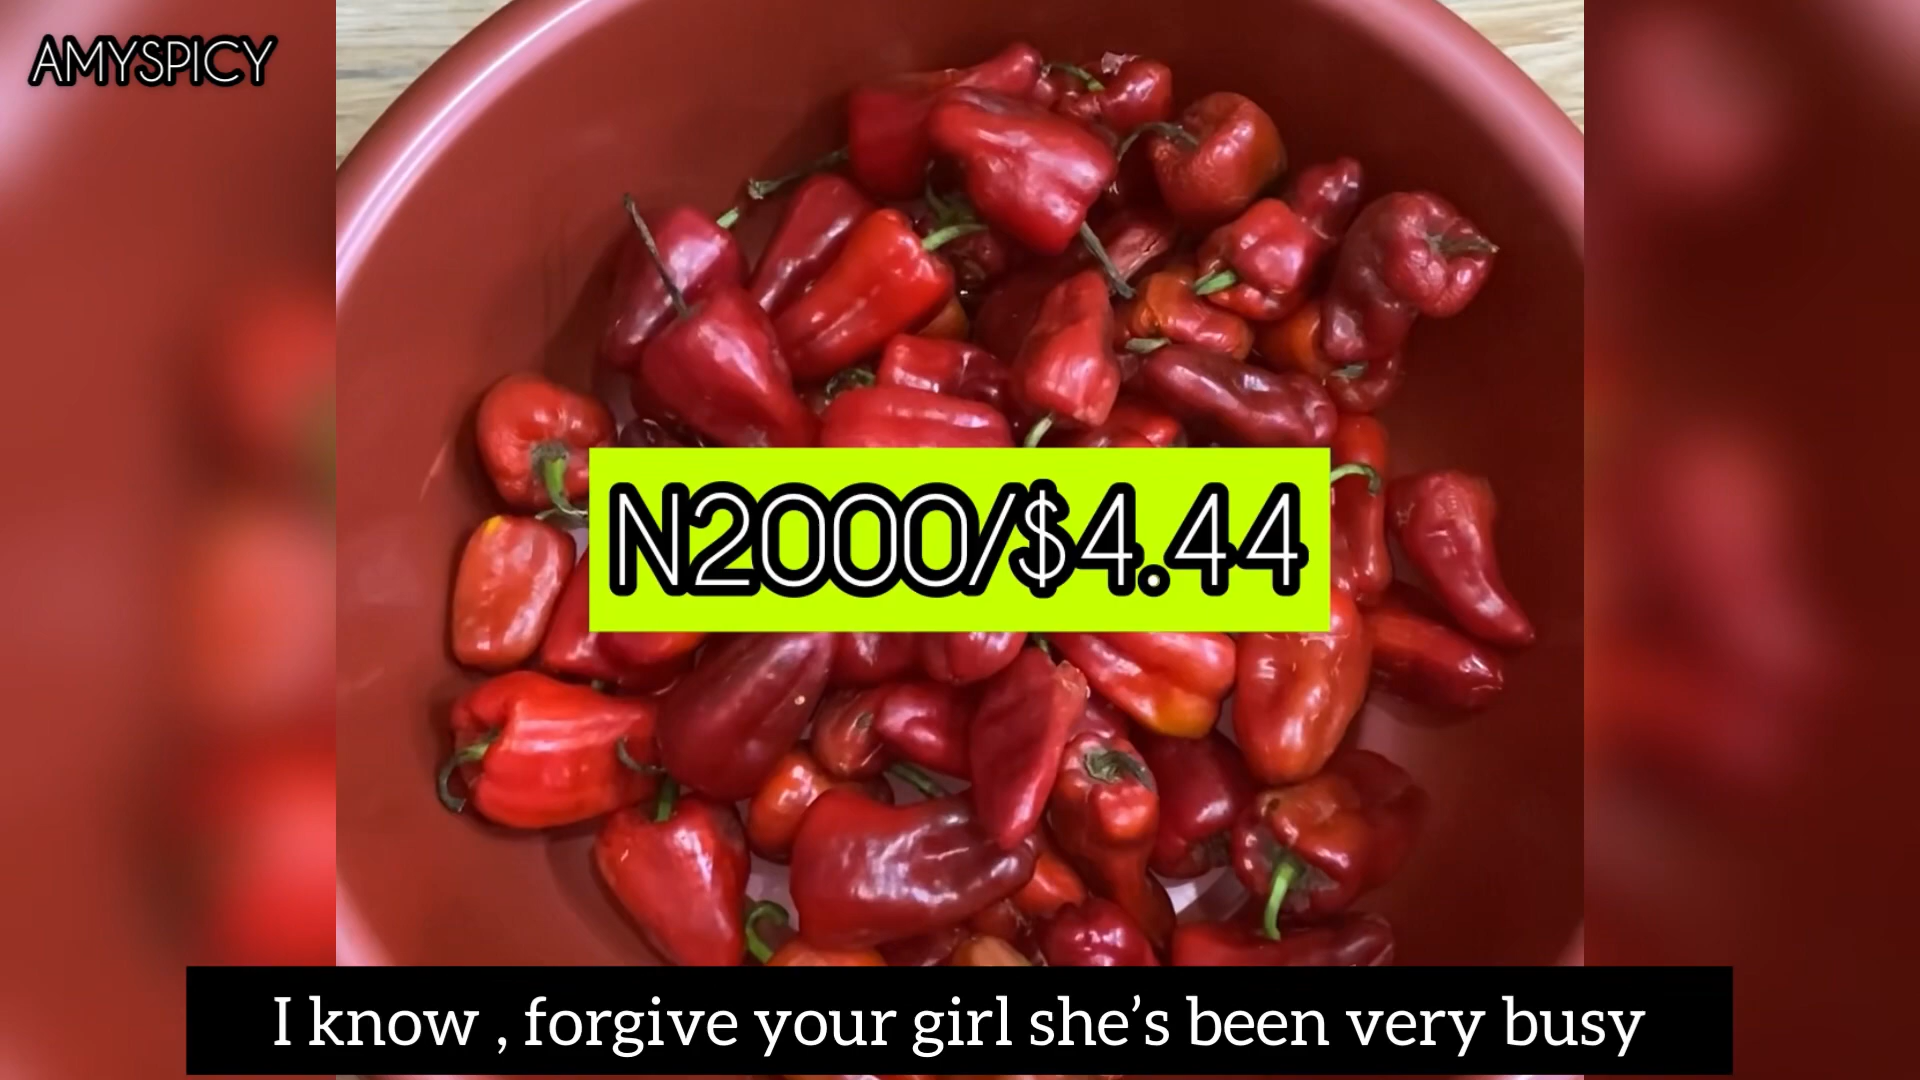 AMYSPICY
N2000/$4.44
I know , forgive your girl she’s been very busy